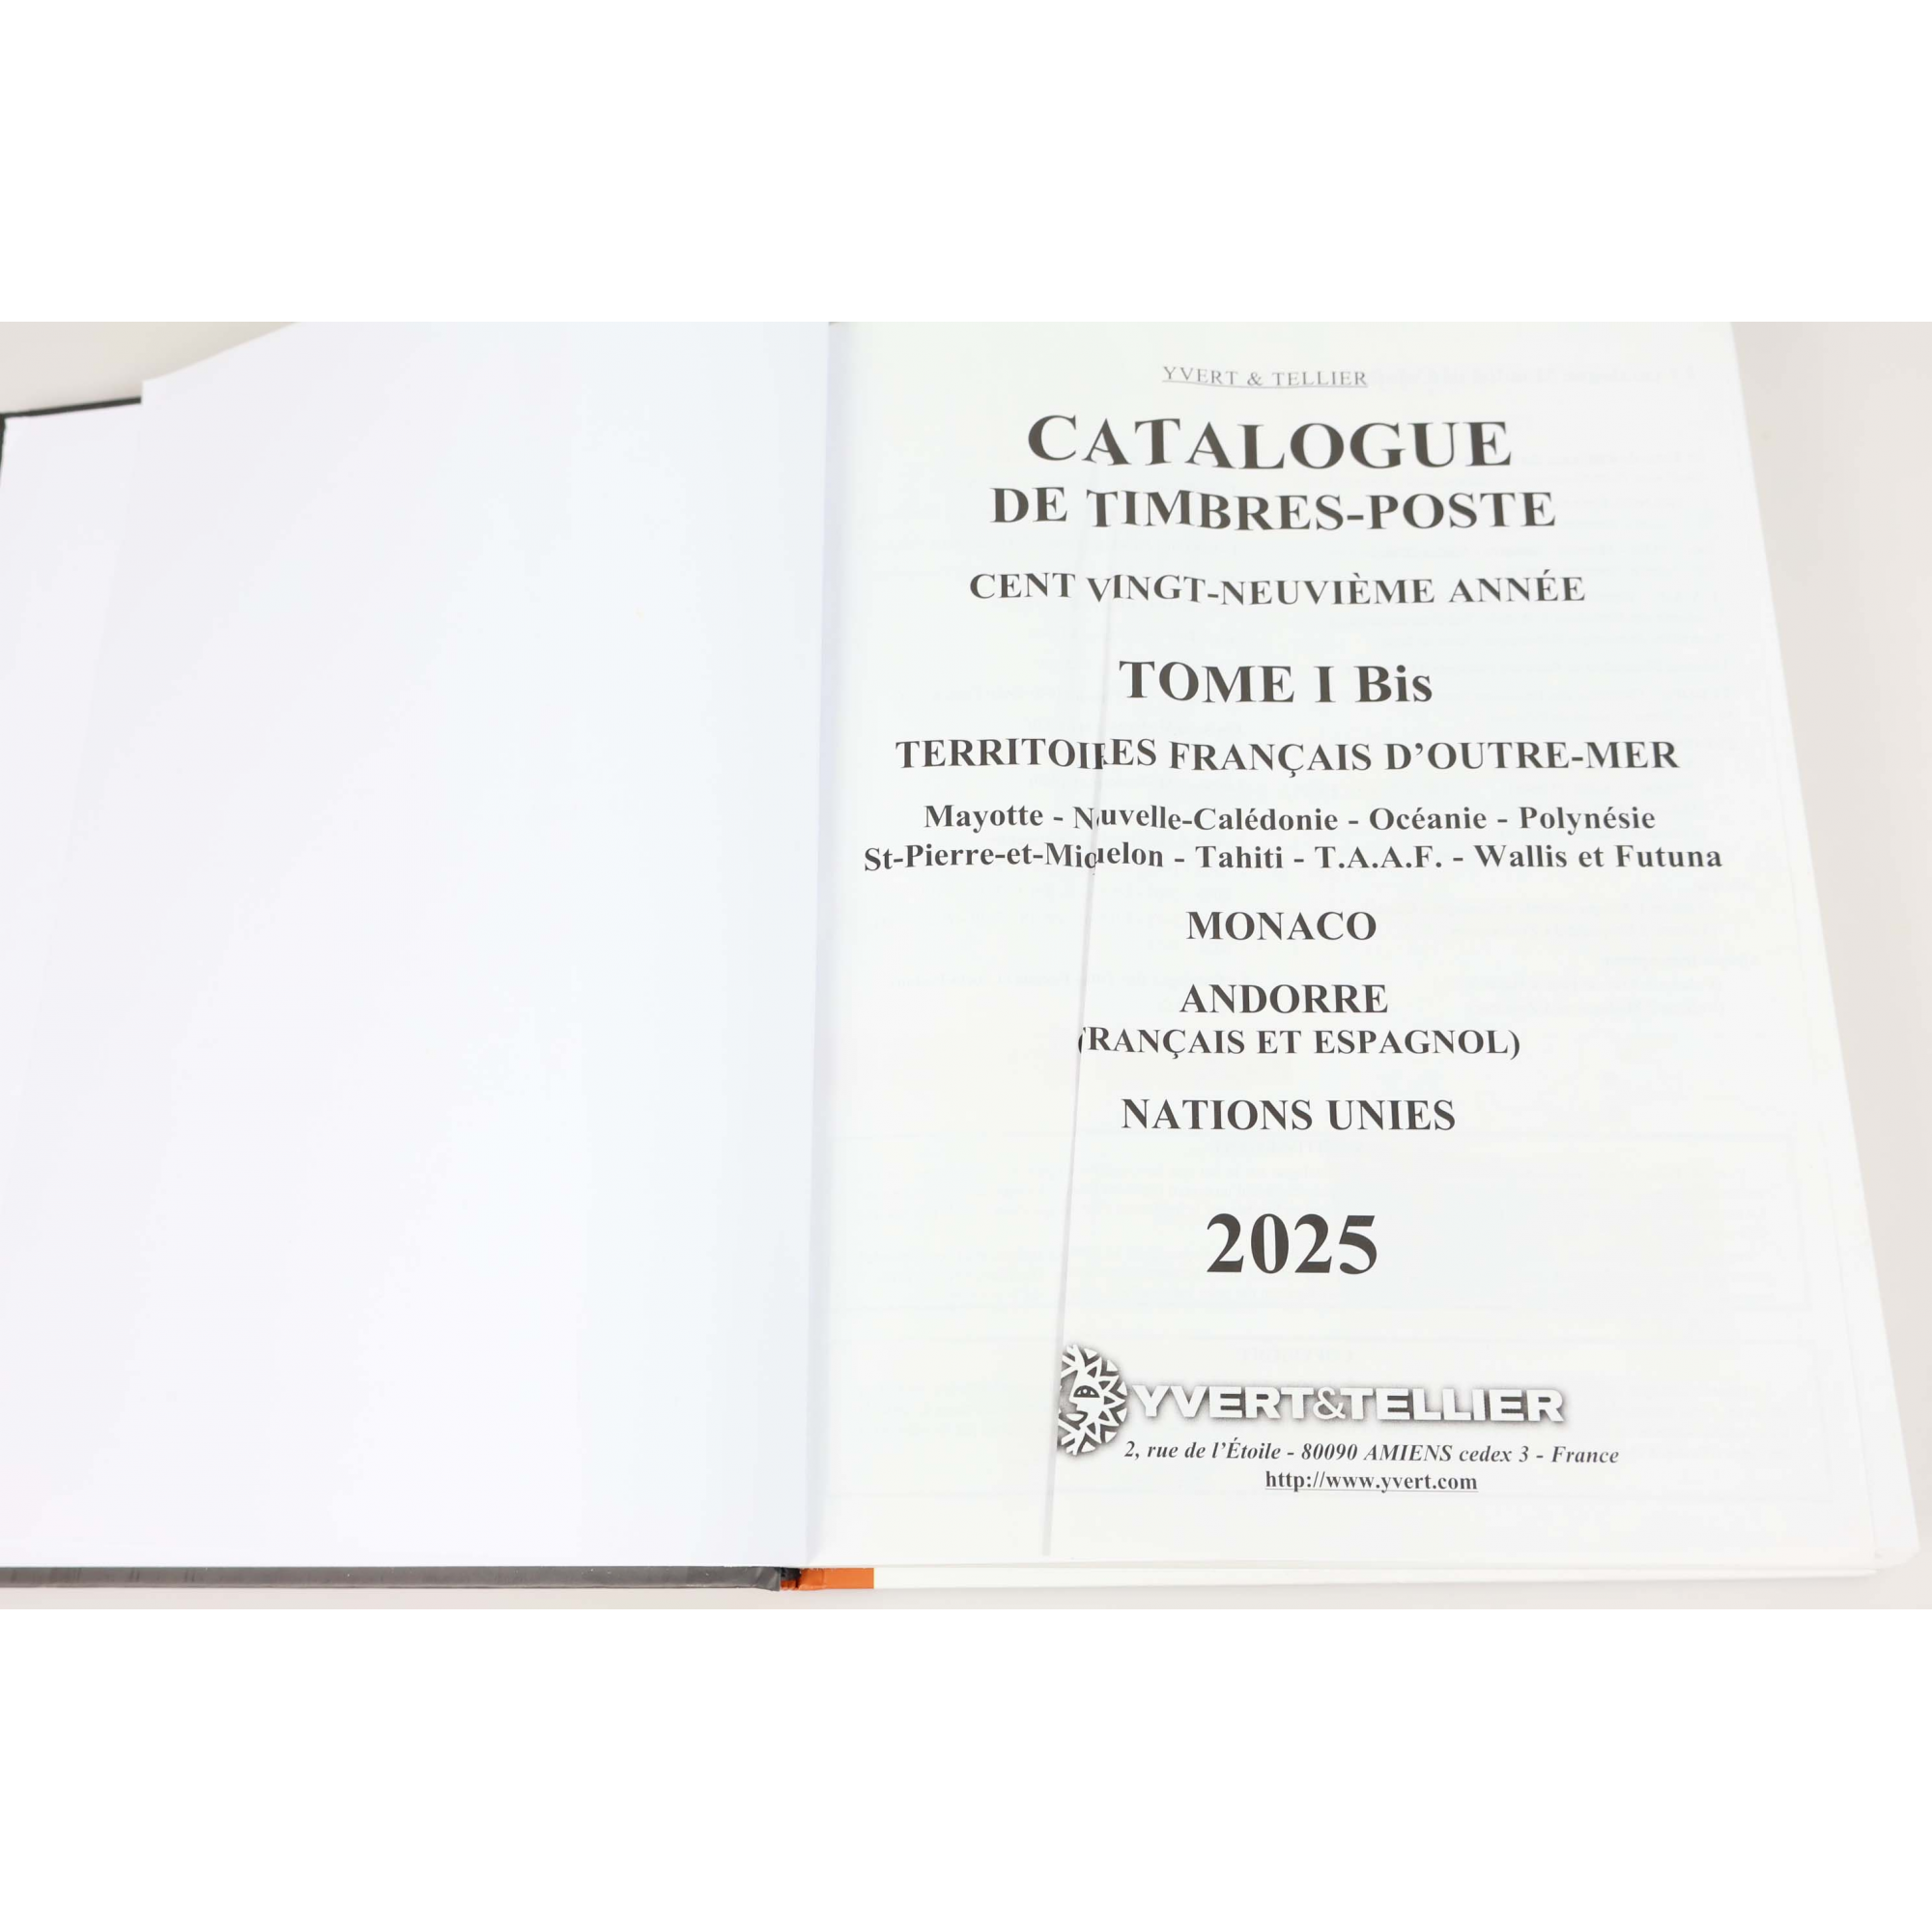 YVERT & TELLIER
CATALOGUE
DE TIMBRES-POSTE
CENT VINGT-NEUVIÈME ANNÉE
TOME I Bis
TERRITOIRES FRANÇAIS D'OUTRE-MER
Mayotte - Nuvelle-Calédonie - Océanie - Polynésie
St-Pierre-et-Miquelon - Tahiti - T.A.A.F. - Wallis et Futuna
MONACO
ANDORRE
(RANÇAIS ET ESPAGNOL)
NATIONS UNIES
2025
YVERT&TELLIER
2, rue de l'Étoile - 80090 AMIENS cedex 3 - France
http://www.yvert.com